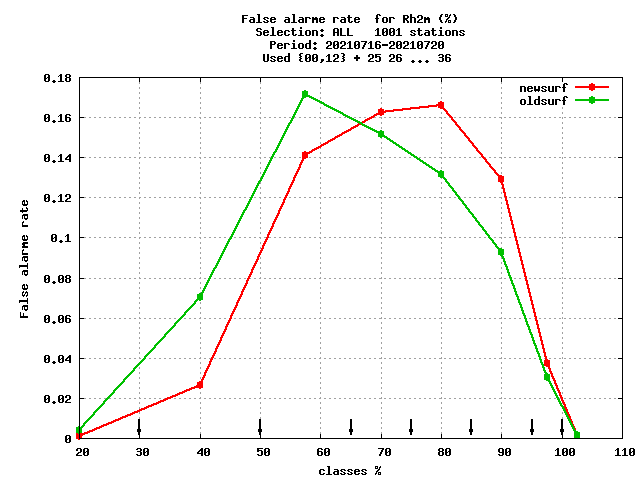 False alarme rate  for Rh2m (%)
Selection: ALL   1001 stations
Period: 20210716-20210720
Used {00,12} + 25 26 ... 36
newsurf
oldsurf
False alarme rate
0.18
0.16
0.14
0.12
0.1
0.08
0.06
0.04
0.02
0
20 30 40 50 60 70 80 90 100 110
classes %